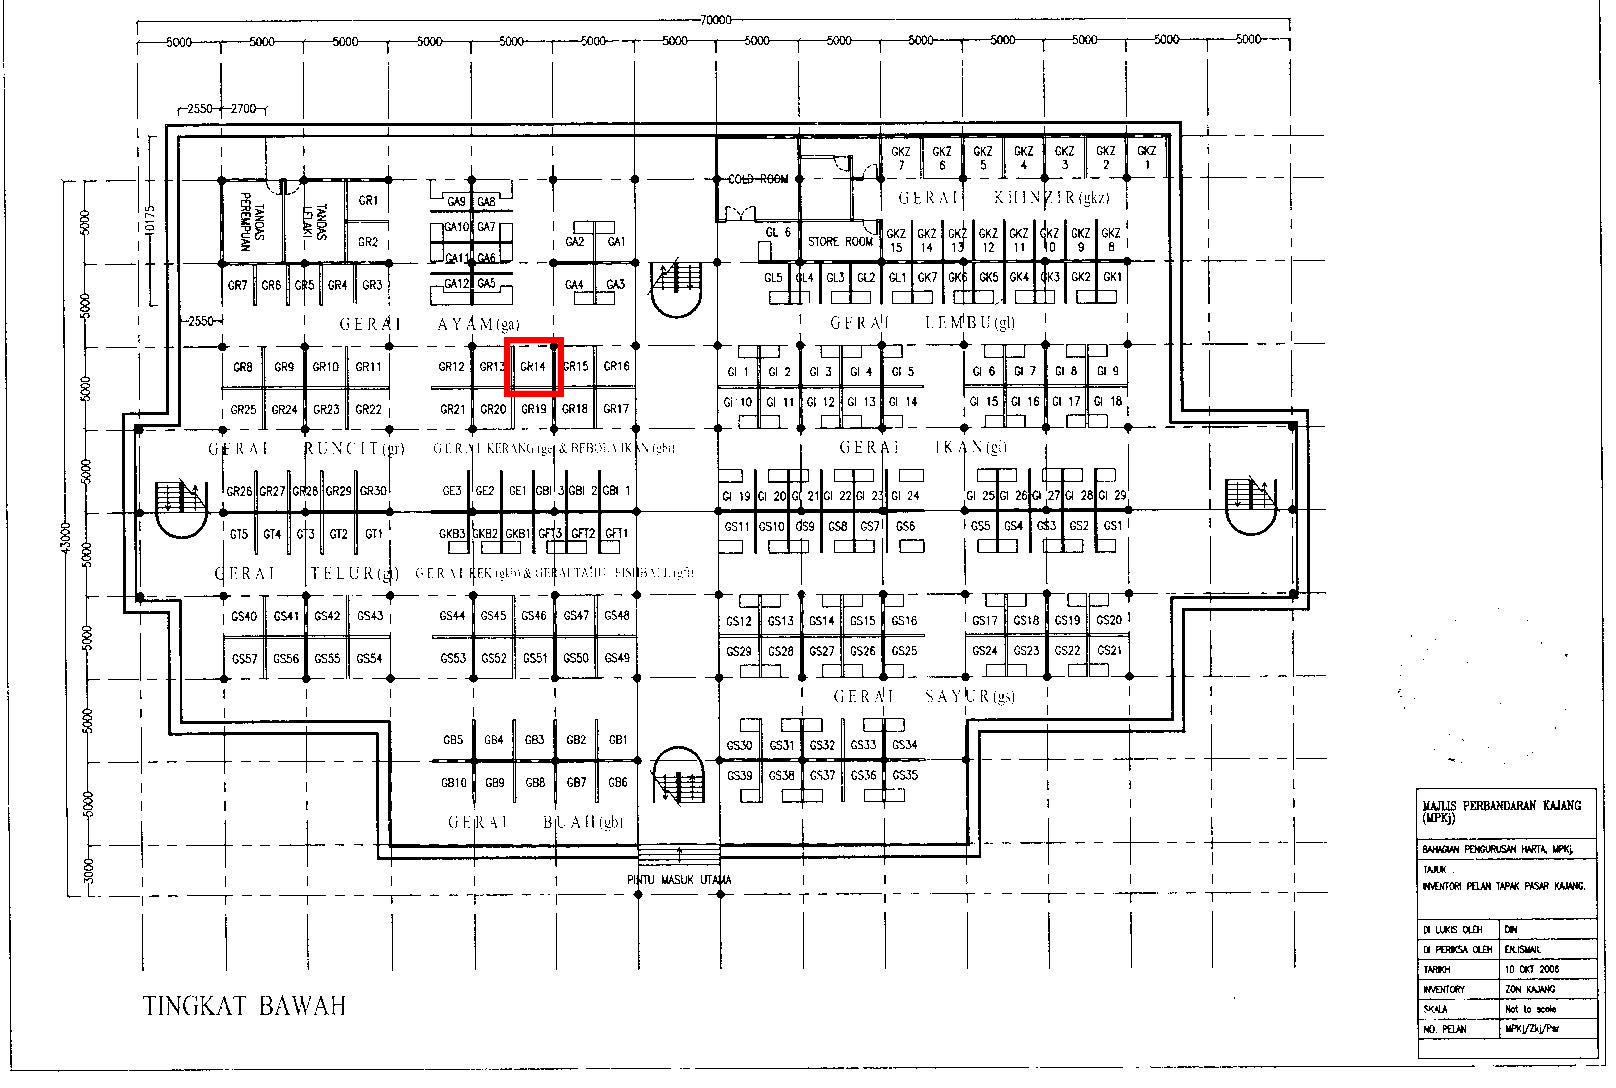 70000
5000 5000 5000 5000 5000 5000 5000 5000 5000 5000 5000 5000 5000 5000
2550 2700
GKZ 7 GKZ 6 GKZ 5 GKZ 4 GKZ 3 GKZ 2 GKZ 1
COLD ROOM
GERAI KHINZIR(gkz)
TANDAS PEREMPUAN
TANDAS LELAKI
GR1
GR2
GA9 GA8
GA10 GA7
GA11 GA6
GA12 GA5
GA2 GA1
GA4 GA3
GL 6
STORE ROOM
GKZ 15 GKZ 14 GKZ 13 GKZ 12 GKZ 11 GKZ 10 GKZ 9 GKZ 8
10175
GR7 GR6 GR5 GR4 GR3
GL5 GL4 GL3 GL2 GL1 GK7 GK6 GK5 GK4 GK3 GK2 GK1
2550
GERAI AYAM(ga)
GERAI LEMBU(gl)
GR8 GR9 GR10 GR11 GR12 GR13 GR14 GR15 GR16
GI 1 GI 2 GI 3 GI 4 GI 5 GI 6 GI 7 GI 8 GI 9
GR25 GR24 GR23 GR22 GR21 GR20 GR19 GR18 GR17
GI 10 GI 11 GI 12 GI 13 GI 14 GI 15 GI 16 GI 17 GI 18
GERAI RUNCIT(gr)
GERAI KERANG(ge) & BEBOLA IKAN(gbi)
GERAI IKAN(gi)
GR26 GR27 GR28 GR29 GR30 GE3 GE2 GE1 GBI 3 GBI 2 GBI 1
GI 19 GI 20 GI 21 GI 22 GI 23 GI 24 GI 25 GI 26 GI 27 GI 28 GI 29
GT5 GT4 GT3 GT2 GT1 GKB3 GKB2 GKB1 GFT3 GFT2 GFT1
GS11 GS10 GS9 GS8 GS7 GS6 GS5 GS4 GS3 GS2 GS1
GERAI TELUR(gt)
GERAI
GS40 GS41 GS42 GS43 GS44 GS45 GS46 GS47 GS48
GS12 GS13 GS14 GS15 GS16 GS17 GS18 GS19 GS20
GS57 GS56 GS55 GS54 GS53 GS52 GS51 GS50 GS49
GS29 GS28 GS27 GS26 GS25 GS24 GS23 GS22 GS21
GERAI SAYUR(gs)
GB5 GB4 GB3 GB2 GB1
GS30 GS31 GS32 GS33 GS34
GB10 GB9 GB8 GB7 GB6
GS39 GS38 GS37 GS36 GS35
GERAI BUAH(gb)
PINTU MASUK UTAMA
5000 5000 5000 5000 5000 5000 5000 5000 3000
43000
TINGKAT BAWAH
MAJLIS PERBANDARAN KAJANG
(MPKj)
BAHAGIAN PENGURUSAN HARTA, MPKj.
TAJUK :
INVENTORI PELAN TAPAK PASAR KAJANG.
DI LUKIS OLEH DIN
DI PERIKSA OLEH EN.ISMAIL
TARIKH 10 OKT 2006
INVENTORY ZON KAJANG
SKALA Not to scale
NO. PELAN MPKj/Zkj/Psr